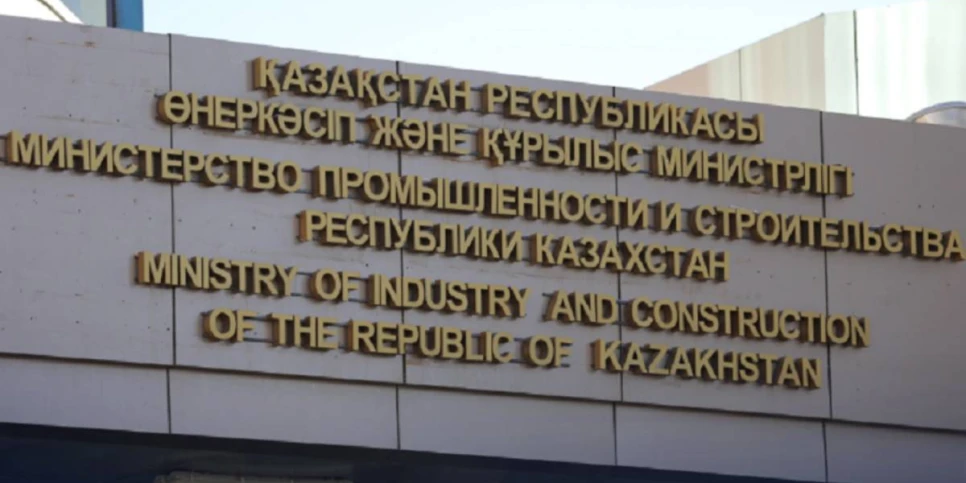 ҚАЗАҚСТАН РЕСПУБЛИКАСЫ
ӨНЕРКӘСІП ЖӘНЕ ҚҰРЫЛЫС МИНИСТРЛІГІ
МИНИСТЕРСТВО ПРОМЫШЛЕННОСТИ И СТРОИТЕЛЬСТВА
РЕСПУБЛИКИ КАЗАХСТАН
MINISTRY OF INDUSTRY AND CONSTRUCTION
OF THE REPUBLIC OF KAZAKHSTAN